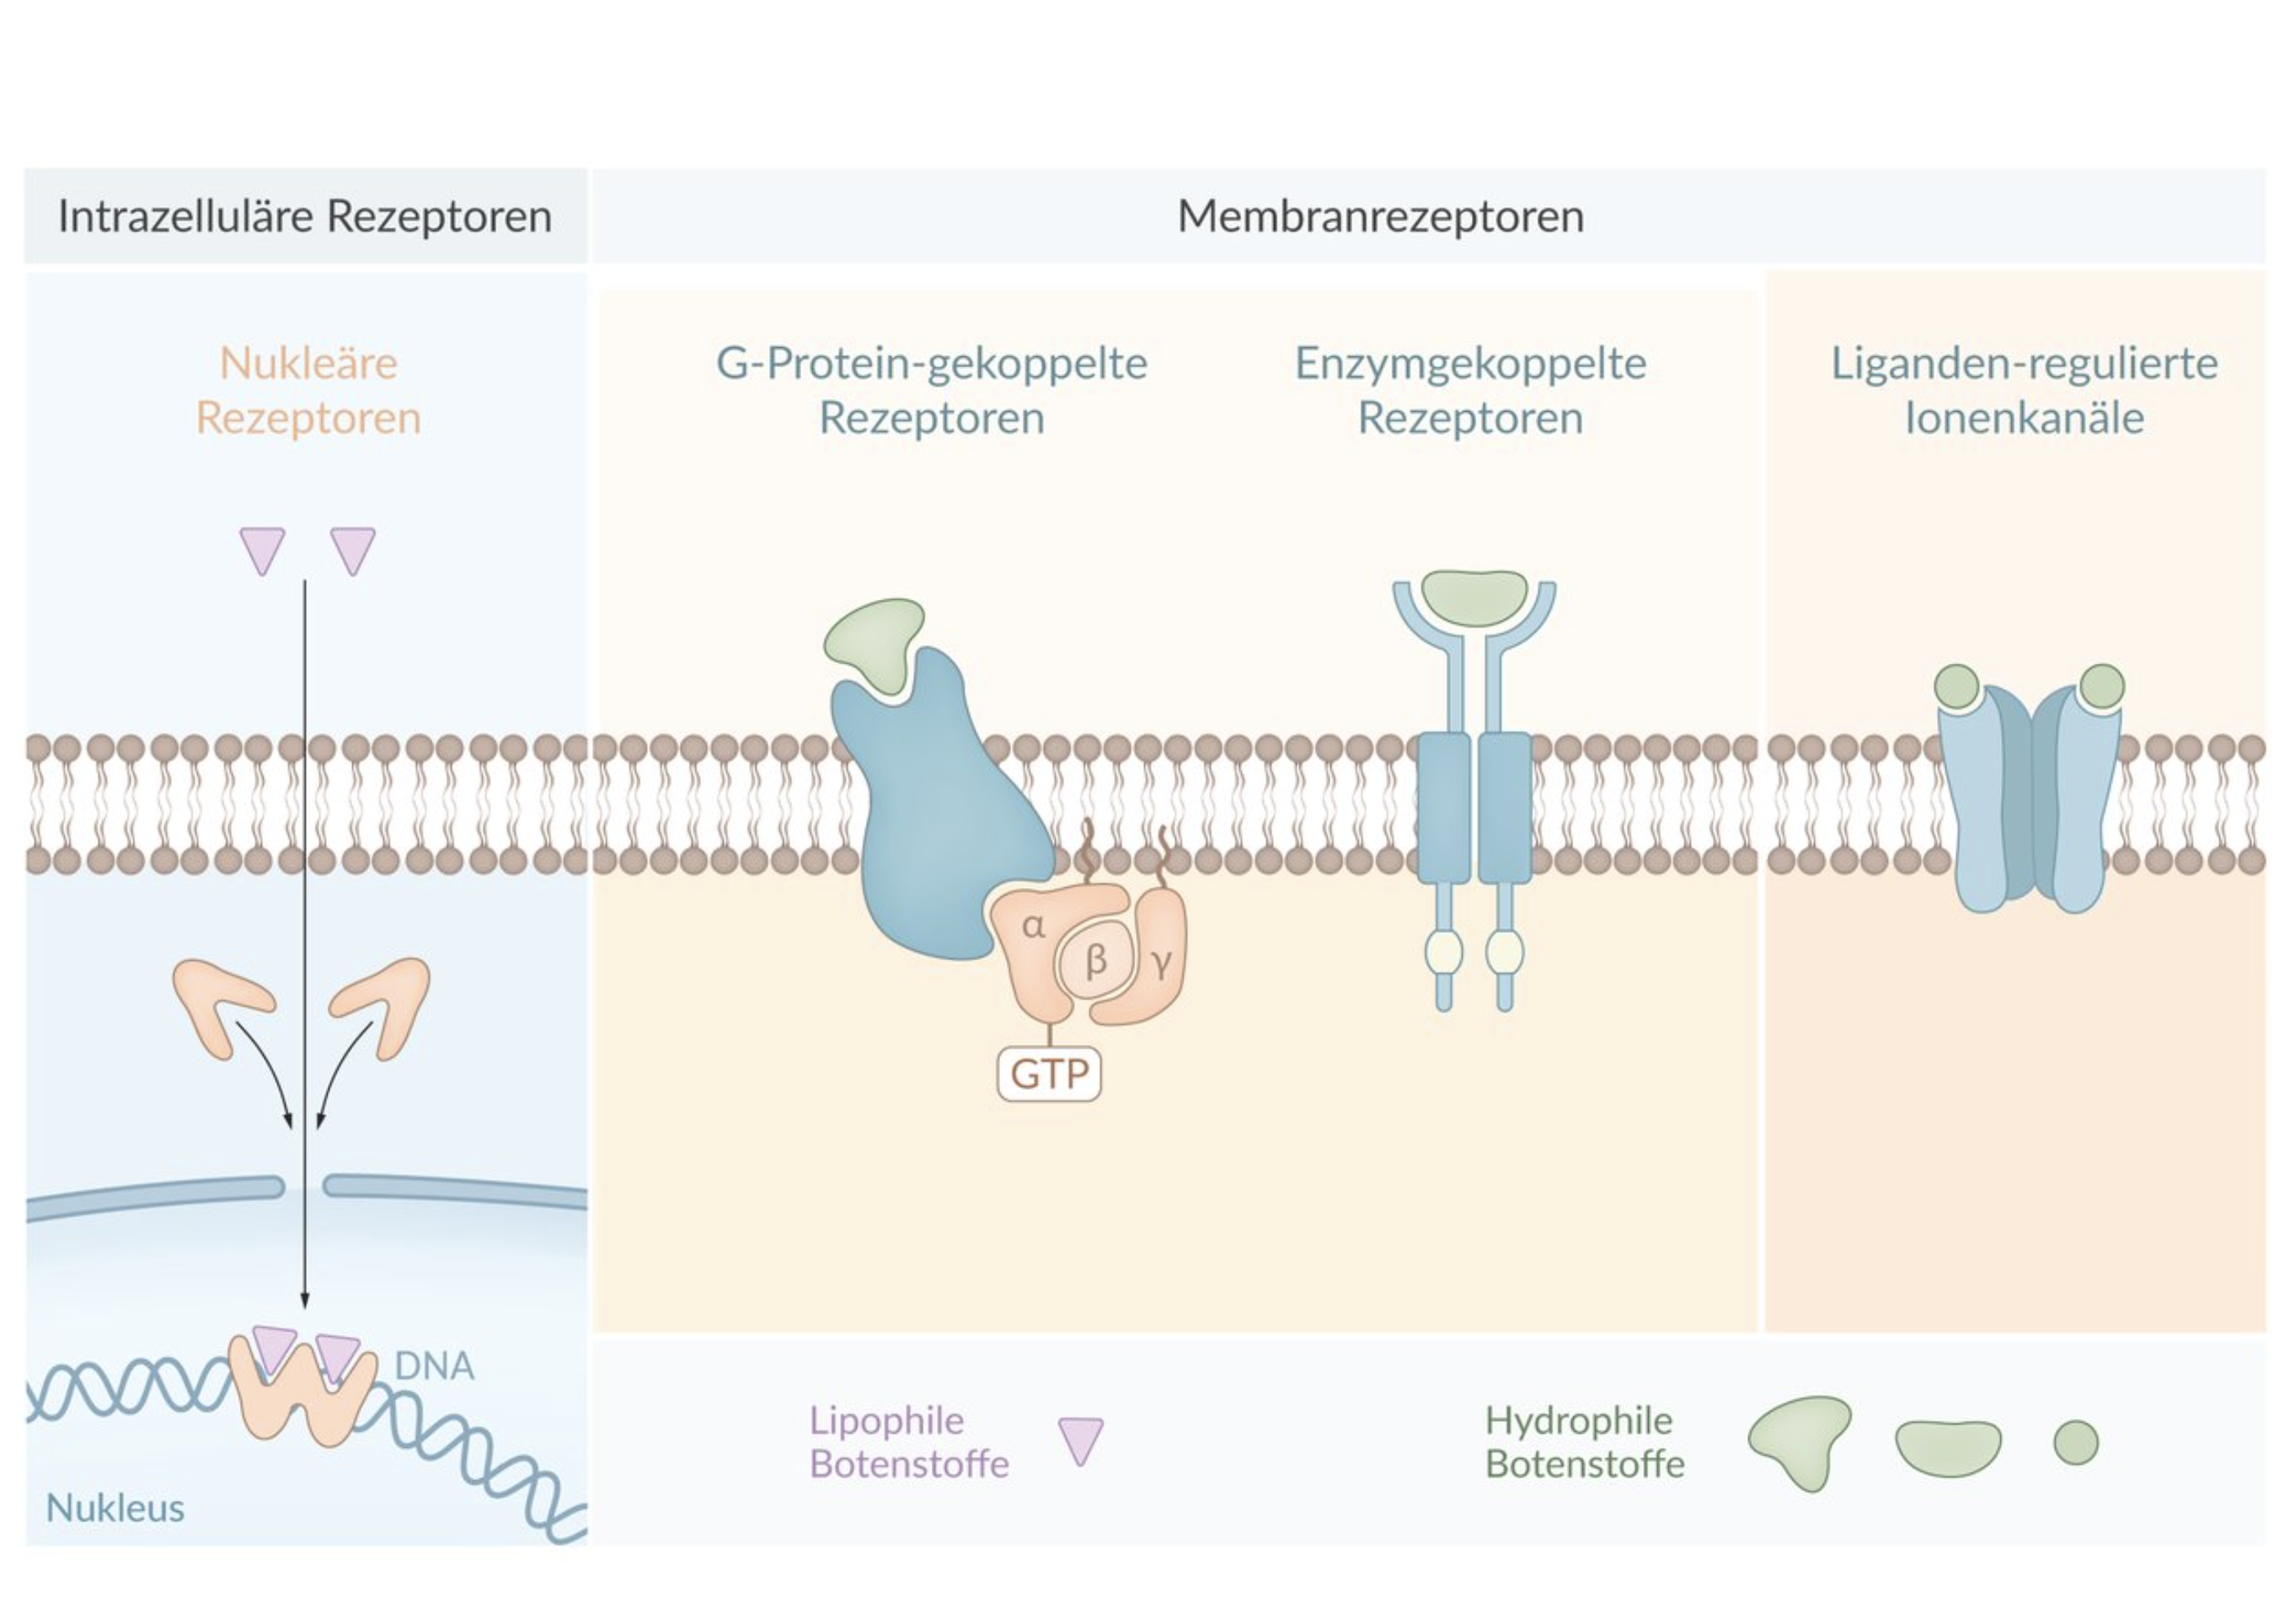 Intrazelluläre Rezeptoren
Membranrezeptoren
Nukleäre
Rezeptoren
G-Protein-gekoppelte
Rezeptoren
Enzymgekoppelte
Rezeptoren
Liganden-regulierte
Ionenkanäle
α
β
γ
GTP
DNA
Nukleus
Lipophile
Botenstoffe
Hydrophile
Botenstoffe